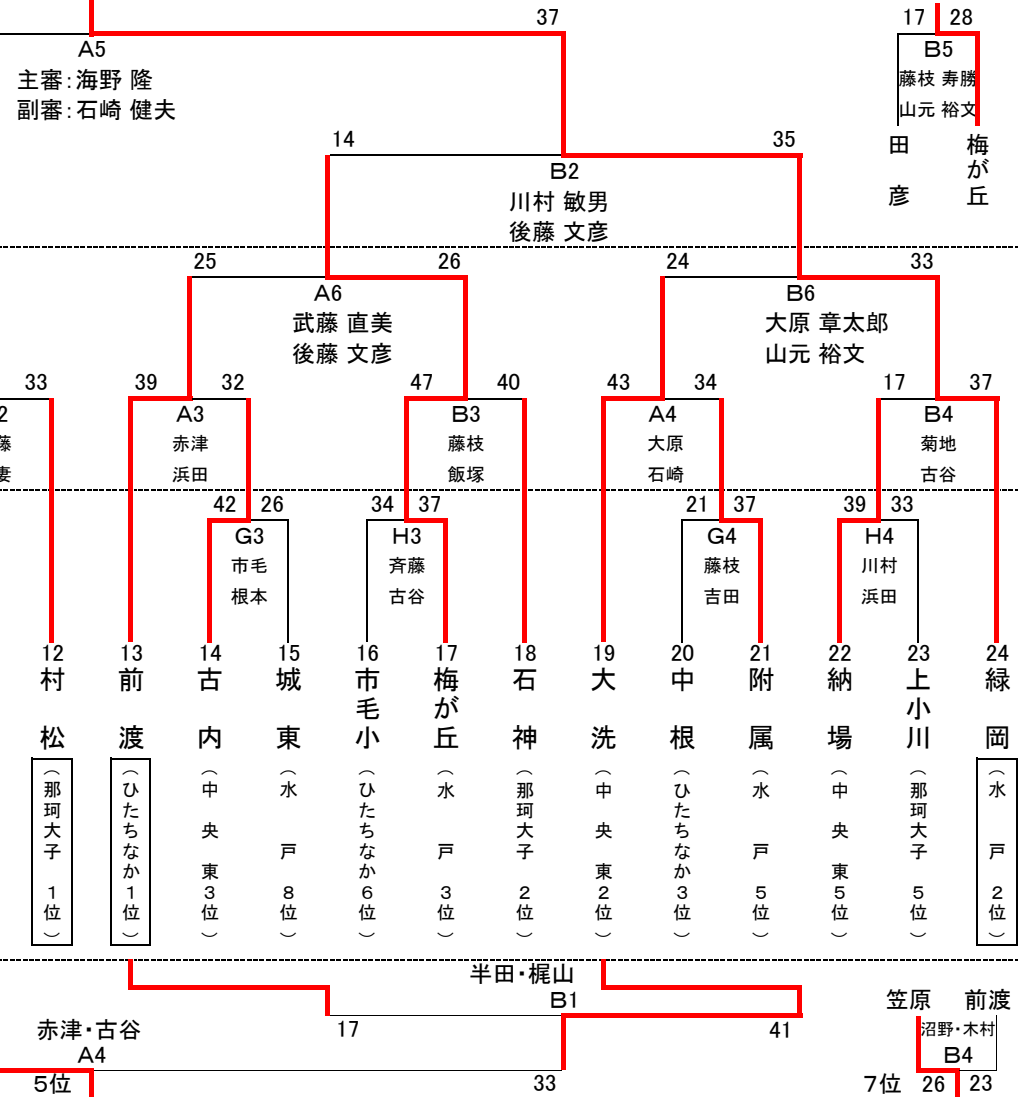 37
17 28
A5
B5
主審：海野 隆
副審：石崎 健夫
藤枝 寿勝
山元 裕文
田彦
梅が丘
14 35
B2
川村 敏男
後藤 文彦
25 26
24 33
A6
武藤 直美
後藤 文彦
B6
大原 章太郎
山元 裕文
33
39 32
47 40
43 34
17 37
2
藤
妻
A3
赤津
浜田
B3
藤枝
飯塚
A4
大原
石崎
B4
菊地
古谷
42 26
34 37
21 37
39 33
G3
市毛
根本
H3
斉藤
古谷
G4
藤枝
吉田
H4
川村
浜田
12
村松
（那珂大子 1位）
13
前渡
（ひたちなか1位）
14
古内
（中央東3位）
15
城東
（水戸 8位）
16
市毛小
（ひたちなか6位）
17
梅が丘
（水戸 3位）
18
石神
（那珂大子 2位）
19
大洗
（中央東2位）
20
中根
（ひたちなか3位）
21
附属
（水戸 5位）
22
納場
（中央東5位）
23
上小川
（那珂大子 5位）
24
緑岡
（水戸 2位）
半田・梶山
B1
17 41
笠原 前渡
沼野・木村
B4
赤津・古谷
A4
5位
33
7位 26 23